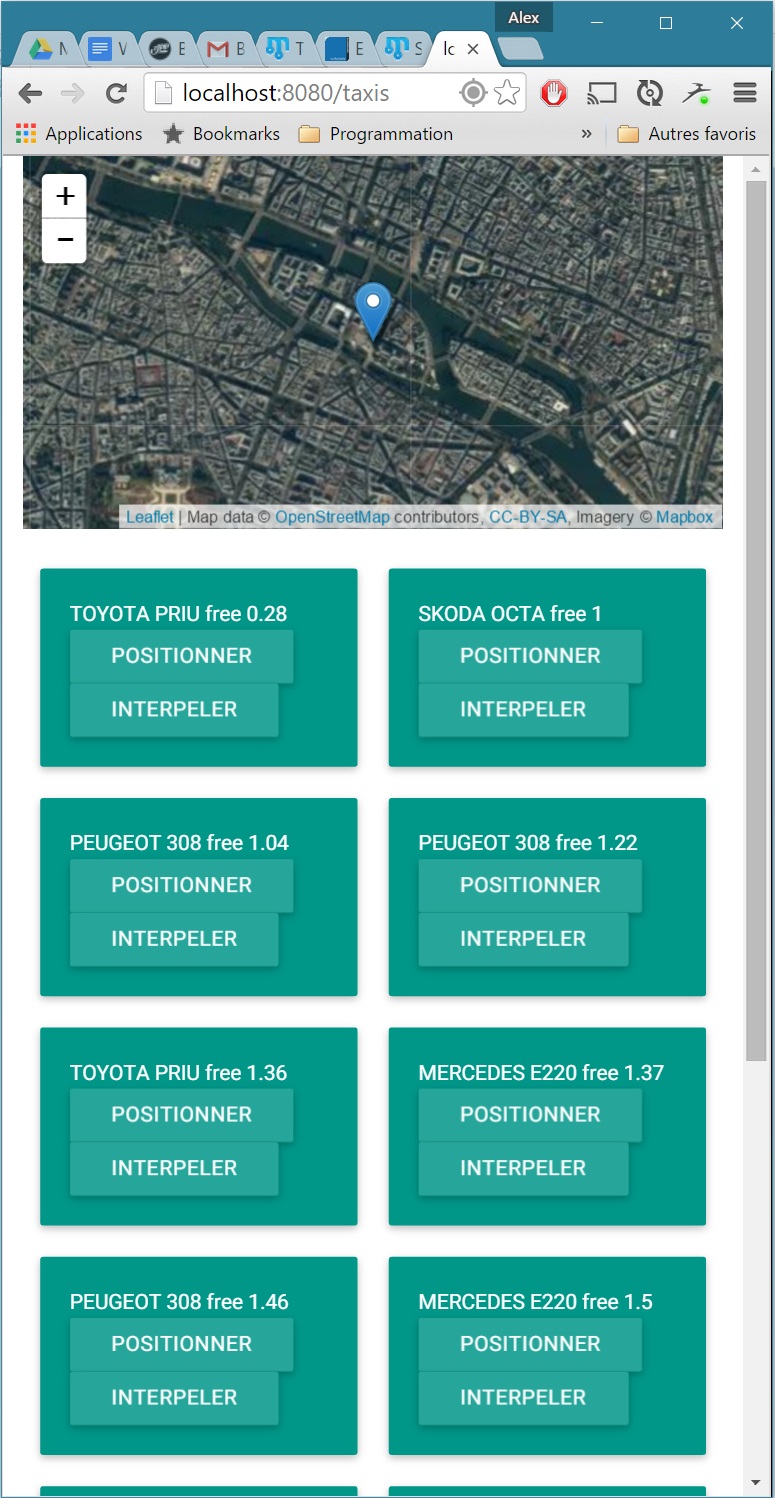 Alex
N
V
E
B
T
E
S
lc
localhost:8080/taxis
Applications
Bookmarks
Programmation
»
Autres favoris
+
−
Leaflet | Map data © OpenStreetMap contributors, CC-BY-SA, Imagery © Mapbox
TOYOTA PRIU free 0.28
POSITIONNER
INTERPELER
SKODA OCTA free 1
POSITIONNER
INTERPELER
PEUGEOT 308 free 1.04
POSITIONNER
INTERPELER
PEUGEOT 308 free 1.22
POSITIONNER
INTERPELER
TOYOTA PRIU free 1.36
POSITIONNER
INTERPELER
MERCEDES E220 free 1.37
POSITIONNER
INTERPELER
PEUGEOT 308 free 1.46
POSITIONNER
INTERPELER
MERCEDES E220 free 1.5
POSITIONNER
INTERPELER